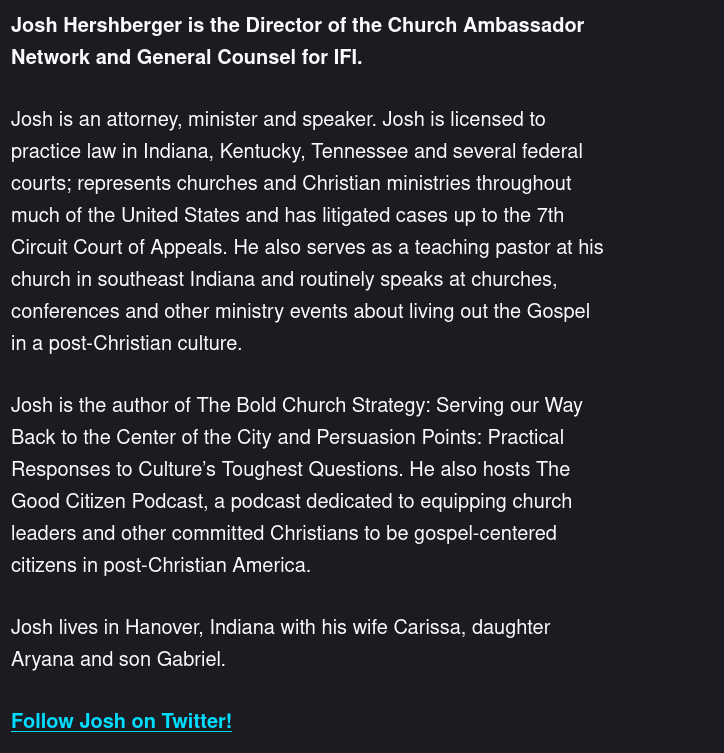 Josh Hershberger is the Director of the Church Ambassador
Network and General Counsel for IFI.
Josh is an attorney, minister and speaker. Josh is licensed to
practice law in Indiana, Kentucky, Tennessee and several federal
courts; represents churches and Christian ministries throughout
much of the United States and has litigated cases up to the 7th
Circuit Court of Appeals. He also serves as a teaching pastor at his
church in southeast Indiana and routinely speaks at churches,
conferences and other ministry events about living out the Gospel
in a post-Christian culture.
Josh is the author of The Bold Church Strategy: Serving our Way
Back to the Center of the City and Persuasion Points: Practical
Responses to Culture’s Toughest Questions. He also hosts The
Good Citizen Podcast, a podcast dedicated to equipping church
leaders and other committed Christians to be gospel-centered
citizens in post-Christian America.
Josh lives in Hanover, Indiana with his wife Carissa, daughter
Aryana and son Gabriel.
Follow Josh on Twitter!